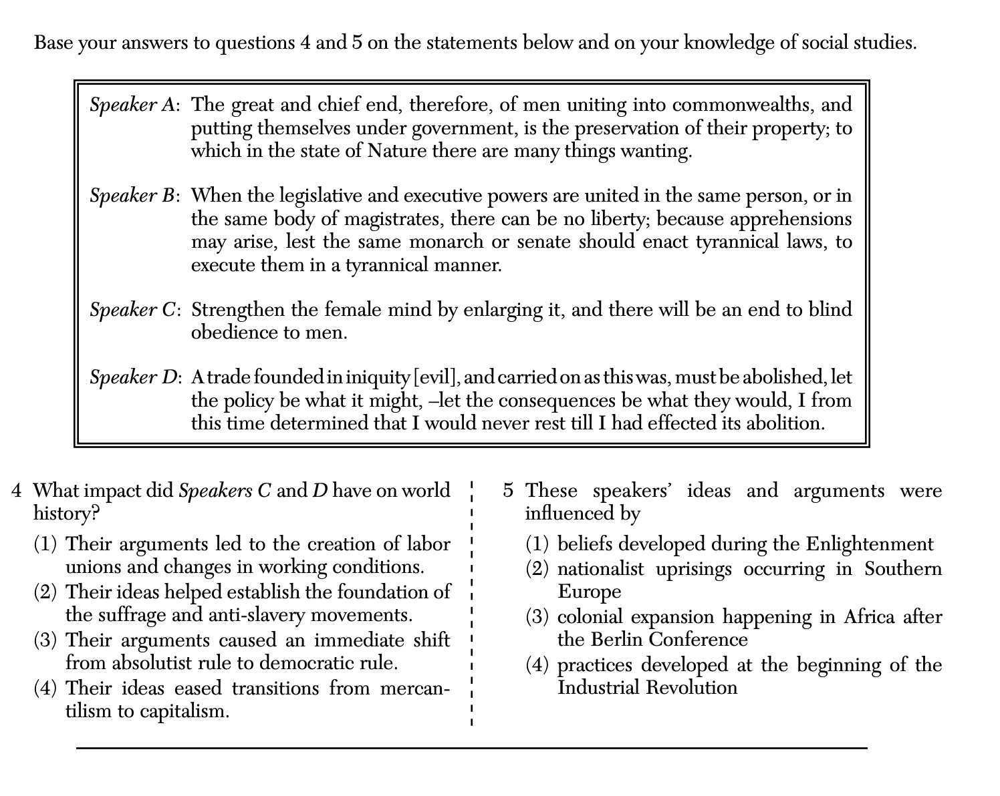 Base your answers to questions 4 and 5 on the statements below and on your knowledge of social studies.
Speaker A: The great and chief end, therefore, of men uniting into commonwealths, and
putting themselves under government, is the preservation of their property; to
which in the state of Nature there are many things wanting.
Speaker B: When the legislative and executive powers are united in the same person, or in
the same body of magistrates, there can be no liberty; because apprehensions
may arise, lest the same monarch or senate should enact tyrannical laws, to
execute them in a tyrannical manner.
Speaker C: Strengthen the female mind by enlarging it, and there will be an end to blind
obedience to men.
Speaker D: A trade founded in iniquity [evil], and carried on as this was, must be abolished, let
the policy be what it might, –let the consequences be what they would, I from
this time determined that I would never rest till I had effected its abolition.
4 What impact did Speakers C and D have on world
history?
(1) Their arguments led to the creation of labor
unions and changes in working conditions.
(2) Their ideas helped establish the foundation of
the suffrage and anti-slavery movements.
(3) Their arguments caused an immediate shift
from absolutist rule to democratic rule.
(4) Their ideas eased transitions from mercan-
tilism to capitalism.
5 These speakers’ ideas and arguments were
influenced by
(1) beliefs developed during the Enlightenment
(2) nationalist uprisings occurring in Southern
Europe
(3) colonial expansion happening in Africa after
the Berlin Conference
(4) practices developed at the beginning of the
Industrial Revolution